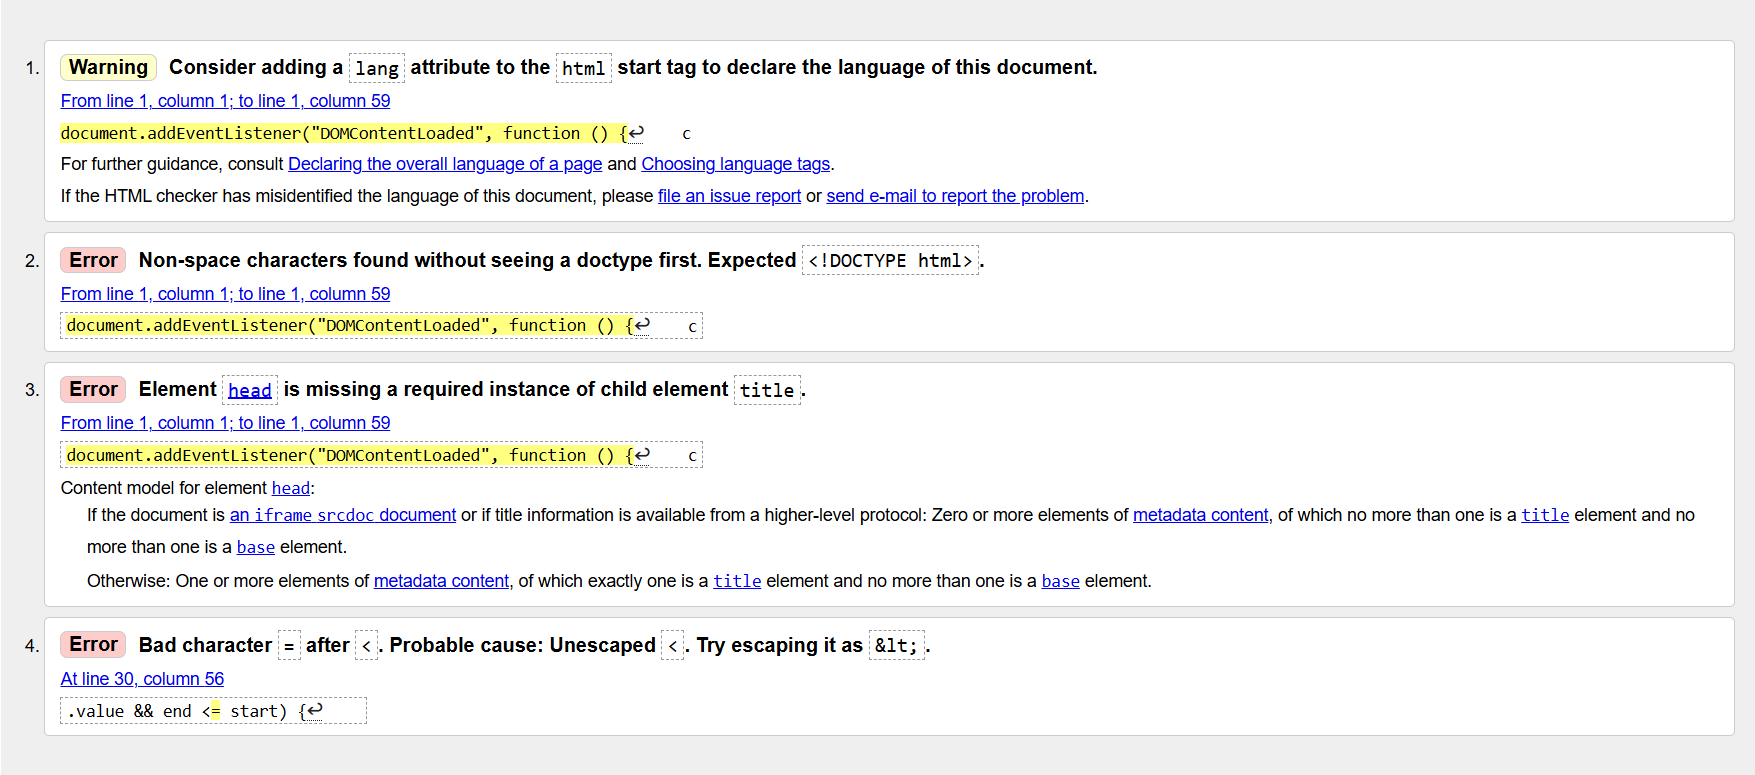 1. Warning Consider adding a lang attribute to the html start tag to declare the language of this document.
From line 1, column 1; to line 1, column 59
document.addEventListener("DOMContentLoaded", function () {↩    c
For further guidance, consult Declaring the overall language of a page and Choosing language tags.
If the HTML checker has misidentified the language of this document, please file an issue report or send e-mail to report the problem.
2. Error Non-space characters found without seeing a doctype first. Expected <!DOCTYPE html>.
From line 1, column 1; to line 1, column 59
document.addEventListener("DOMContentLoaded", function () {↩    c
3. Error Element head is missing a required instance of child element title.
From line 1, column 1; to line 1, column 59
document.addEventListener("DOMContentLoaded", function () {↩    c
Content model for element head:
If the document is an iframe srcdoc document or if title information is available from a higher-level protocol: Zero or more elements of metadata content, of which no more than one is a title element and no
more than one is a base element.
Otherwise: One or more elements of metadata content, of which exactly one is a title element and no more than one is a base element.
4. Error Bad character = after <. Probable cause: Unescaped <. Try escaping it as &lt;.
At line 30, column 56
.value && end <= start) {↩